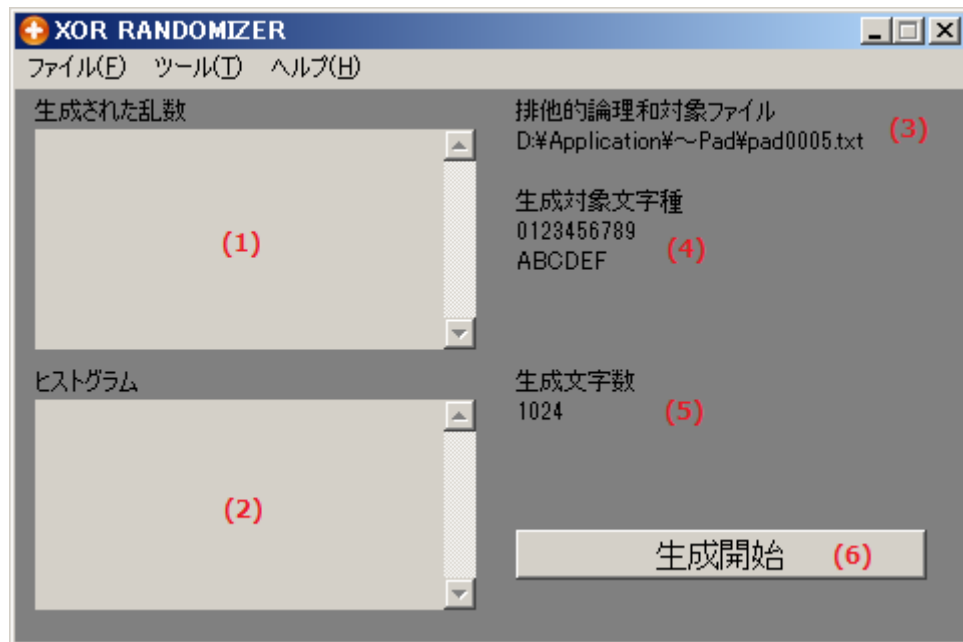 XOR RANDOMIZER
ファイル(F) ツール(T) ヘルプ(H)
生成された乱数
(1)
ヒストグラム
(2)
排他的論理和対象ファイル
D:¥Application¥～Pad¥pad0005.txt (3)
生成対象文字種
0123456789
ABCDEF (4)
生成文字数
1024 (5)
生成開始 (6)